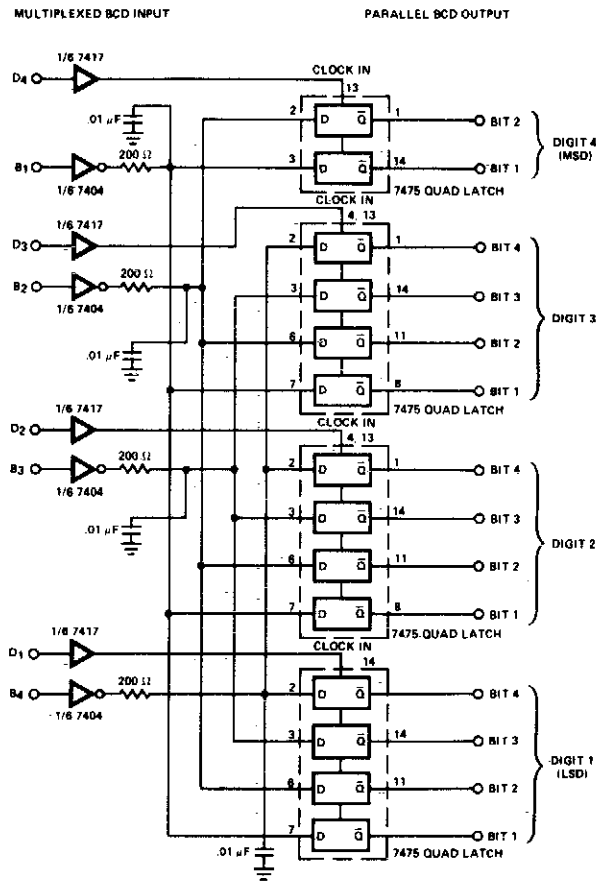 MULTIPLEXED BCD INPUT PARALLEL BCD OUTPUT
1/6 7417
D4
CLOCK IN
13
.01 μF
2 D Q̅ 1 BIT 2
DIGIT 4
(MSD)
200 Ω
B1
3 D Q̅ 14 BIT 1
1/6 7404
7475 QUAD LATCH
1/6 7417
CLOCK IN
D3
4, 13
2 D Q̅ 1 BIT 4
200 Ω
B2
3 D Q̅ 14 BIT 3
1/6 7404
DIGIT 3
6 D Q̅ 11 BIT 2
.01 μF
7 D Q̅ 8 BIT 1
1/6 7417
7475 QUAD LATCH
CLOCK IN
D2
4, 13
200 Ω
B3
2 D Q̅ 1 BIT 4
1/6 7404
3 D Q̅ 14 BIT 3
.01 μF
DIGIT 2
6 D Q̅ 11 BIT 2
7 D Q̅ 8 BIT 1
1/6 7417
7475 QUAD LATCH
CLOCK IN
D1
14
200 Ω
B4
2 D Q̅ 1 BIT 4
1/6 7404
3 D Q̅ 14 BIT 3
DIGIT 1
(LSD)
6 D Q̅ 11 BIT 2
7 D Q̅ 8 BIT 1
.01 μF
7475 QUAD LATCH